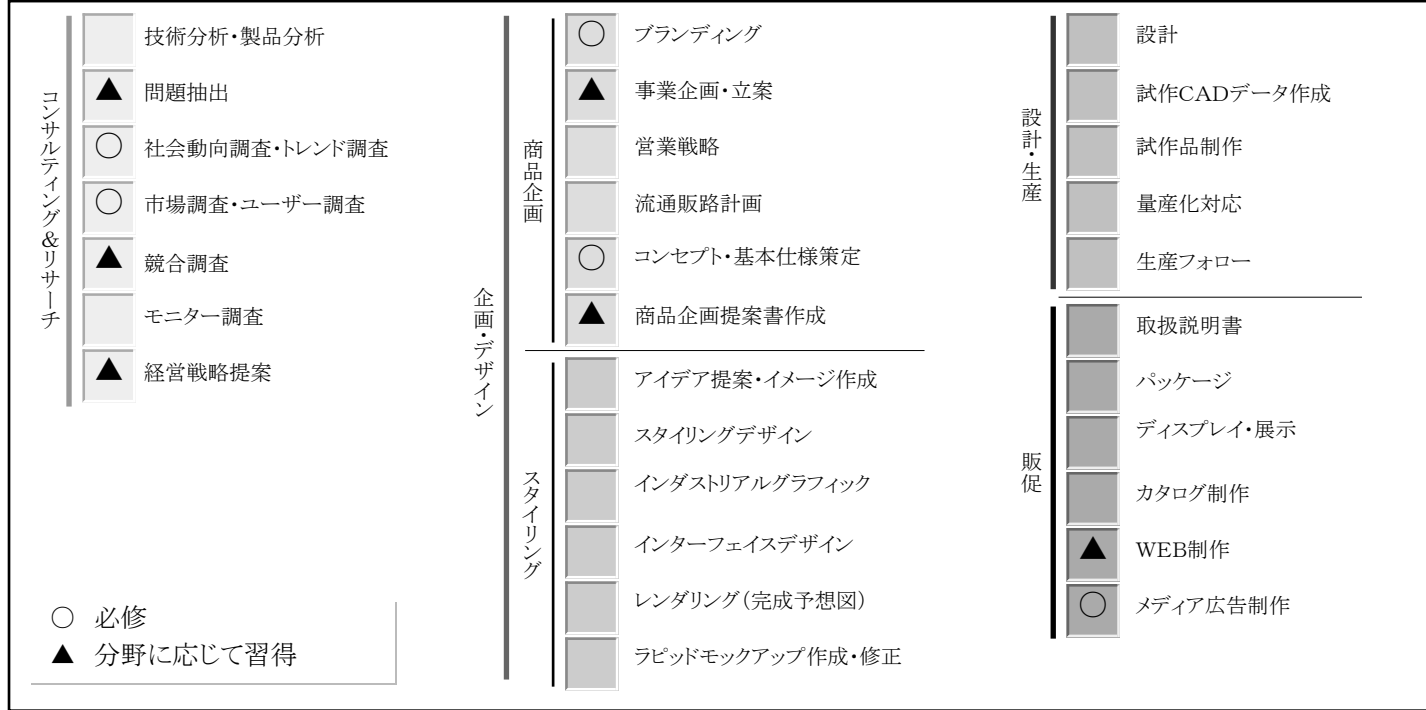 コンサルティング&リサーチ
技術分析・製品分析
▲ 問題抽出
○ 社会動向調査・トレンド調査
○ 市場調査・ユーザー調査
▲ 競合調査
モニター調査
▲ 経営戦略提案
企画・デザイン
商品企画
○ ブランディング
▲ 事業企画・立案
営業戦略
流通販路計画
○ コンセプト・基本仕様策定
▲ 商品企画提案書作成
スタイリング
アイデア提案・イメージ作成
スタイリングデザイン
インダストリアルグラフィック
インターフェイスデザイン
レンダリング(完成予想図)
ラピッドモックアップ作成・修正
設計・生産
設計
試作CADデータ作成
試作品制作
量産化対応
生産フォロー
販促
取扱説明書
パッケージ
ディスプレイ・展示
カタログ制作
▲ WEB制作
○ メディア広告制作
○ 必修
▲ 分野に応じて習得